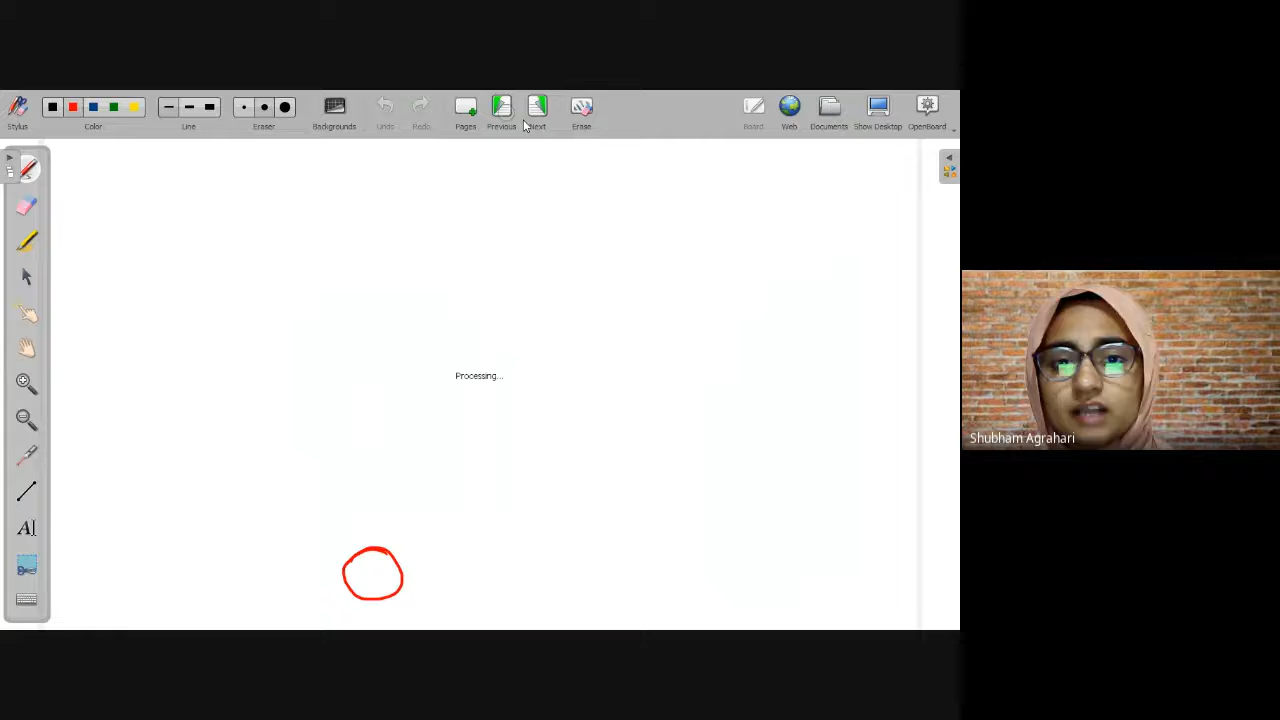 Stylus Color Line Eraser Backgrounds Undo Redo Pages Previous Next Erase Board Web Documents Show Desktop OpenBoard
Processing...
A
Shubham Agrahari